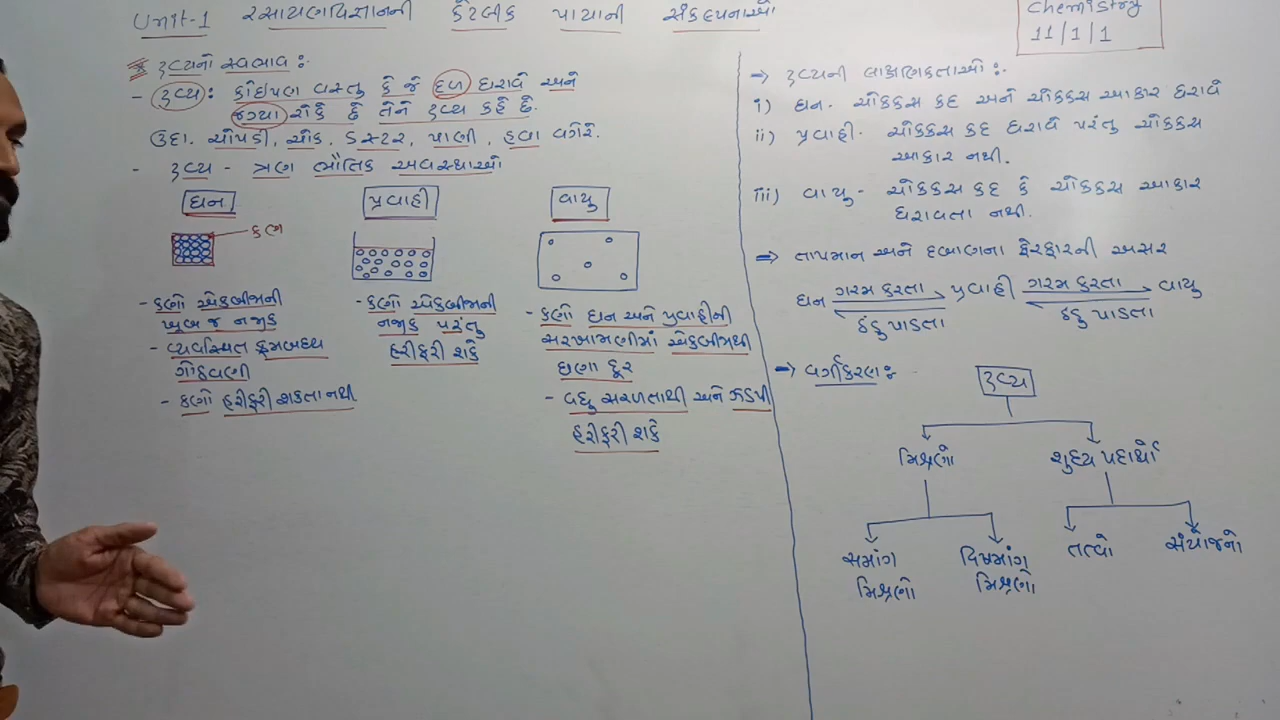 Unit-1 રસાયણવિજ્ઞાનની કેટલીક પાયાની સંકલ્પનાઓ
Chemistry
11/1/1
* દ્રવ્યનો સ્વભાવ :-
- દ્રવ્ય : કોઇપણ વસ્તુ કે જે દળ ધરાવે અને
જગ્યા રોકે છે તેને દ્રવ્ય કહે છે.
ઉદા. ચોપડી, ચોક, ડસ્ટર, પાણી, હવા વગેરે.
- દ્રવ્ય - ત્રણ ભૌતિક અવસ્થાઓ
ઘન પ્રવાહી વાયુ
કણ
- કણો એકબીજાની
ખુબ જ નજીક
- વ્યવસ્થિત ક્રમબધ્ધ
ગોઠવણી
- કણો હરીફરી શકતા નથી
- કણો એકબીજાની
નજીક પરંતુ
હરીફરી શકે
- કણો ઘન અને પ્રવાહીની
સરખામણીમાં એકબીજાથી
ઘણા દૂર
- વધુ સરળતાથી અને ઝડપી
હરીફરી શકે
⇒ દ્રવ્યની લાક્ષણિકતાઓ :-
i) ઘન - ચોક્કસ કદ અને ચોક્કસ આકાર ધરાવે
ii) પ્રવાહી - ચોક્કસ કદ ધરાવે પરંતુ ચોક્કસ
આકાર નથી.
iii) વાયુ - ચોક્કસ કદ કે ચોક્કસ આકાર
ધરાવતા નથી.
⇒ તાપમાન અને દબાણના ફેરફારની અસર
ઘન ગરમ કરતા પ્રવાહી ગરમ કરતા વાયુ
ઠંડુ પાડતા ઠંડુ પાડતા
⇒ વર્ગીકરણ :-
દ્રવ્ય
મિશ્રણો શુધ્ધ પદાર્થો
સમાંગ મિશ્રણો વિષમાંગ મિશ્રણો તત્વો સંયોજનો